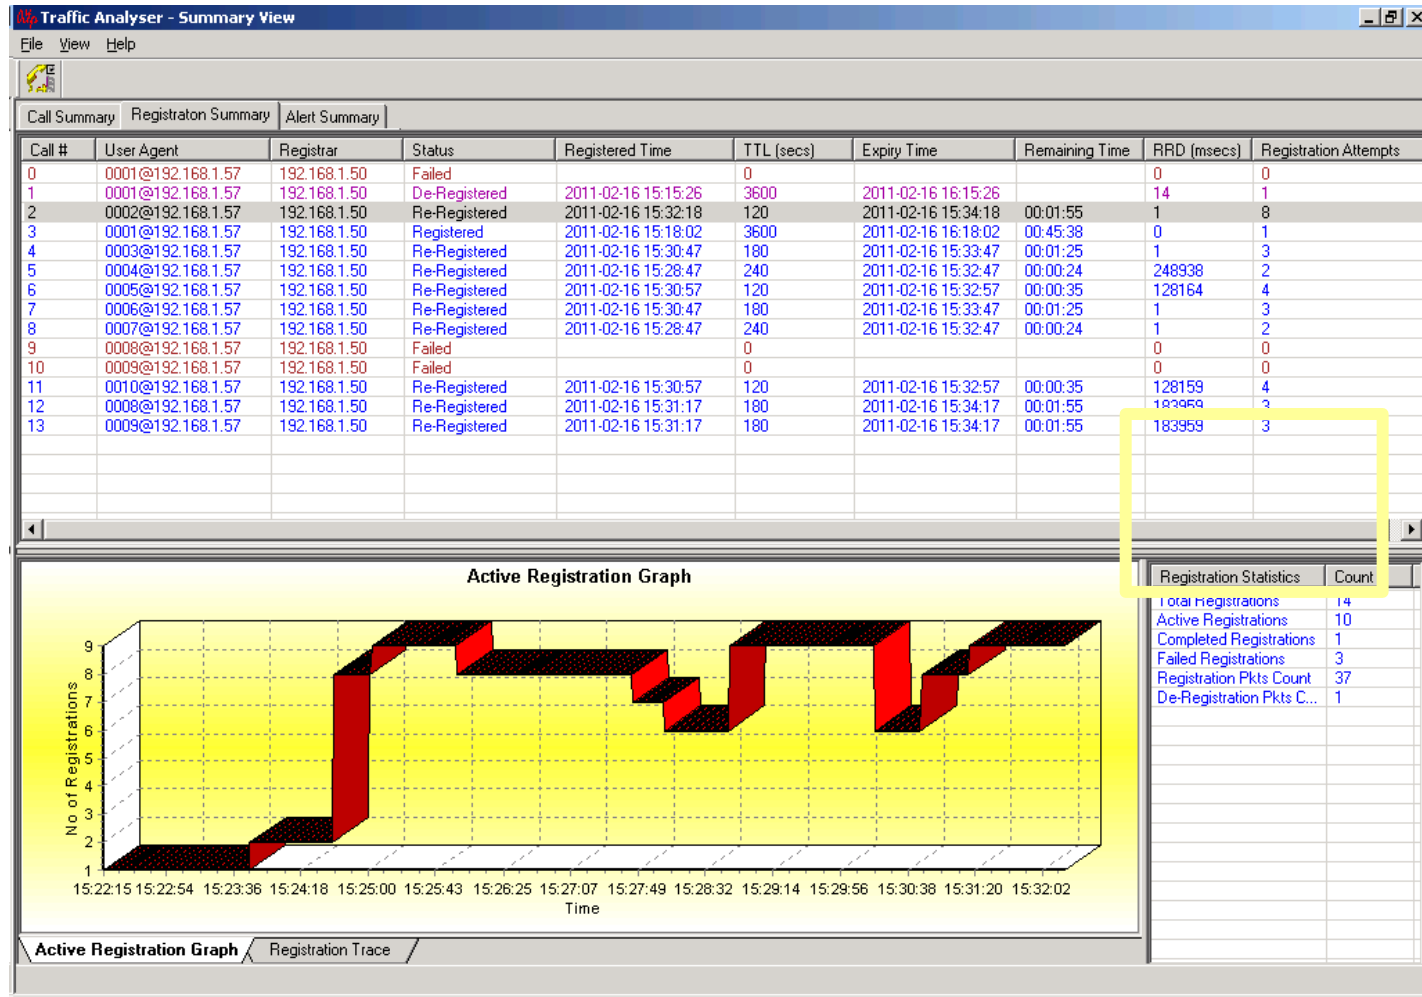 Traffic Analyser - Summary View
File View Help
Call Summary Registraton Summary Alert Summary
Call # User Agent Registrar Status Registered Time TTL (secs) Expiry Time Remaining Time RRD (msecs) Registration Attempts
0 0001@192.168.1.57 192.168.1.50 Failed 0 0 0
1 0001@192.168.1.57 192.168.1.50 De-Registered 2011-02-16 15:15:26 3600 2011-02-16 16:15:26 14 1
2 0002@192.168.1.57 192.168.1.50 Re-Registered 2011-02-16 15:32:18 120 2011-02-16 15:34:18 00:01:55 1 8
3 0001@192.168.1.57 192.168.1.50 Registered 2011-02-16 15:18:02 3600 2011-02-16 16:18:02 00:45:38 0 1
4 0003@192.168.1.57 192.168.1.50 Re-Registered 2011-02-16 15:30:47 180 2011-02-16 15:33:47 00:01:25 1 3
5 0004@192.168.1.57 192.168.1.50 Re-Registered 2011-02-16 15:28:47 240 2011-02-16 15:32:47 00:00:24 248938 2
6 0005@192.168.1.57 192.168.1.50 Re-Registered 2011-02-16 15:30:57 120 2011-02-16 15:32:57 00:00:35 128164 4
7 0006@192.168.1.57 192.168.1.50 Re-Registered 2011-02-16 15:30:47 180 2011-02-16 15:33:47 00:01:25 1 3
8 0007@192.168.1.57 192.168.1.50 Re-Registered 2011-02-16 15:28:47 240 2011-02-16 15:32:47 00:00:24 1 2
9 0008@192.168.1.57 192.168.1.50 Failed 0 0 0
10 0009@192.168.1.57 192.168.1.50 Failed 0 0 0
11 0010@192.168.1.57 192.168.1.50 Re-Registered 2011-02-16 15:30:57 120 2011-02-16 15:32:57 00:00:35 128159 4
12 0008@192.168.1.57 192.168.1.50 Re-Registered 2011-02-16 15:31:17 180 2011-02-16 15:34:17 00:01:55 183959 3
13 0009@192.168.1.57 192.168.1.50 Re-Registered 2011-02-16 15:31:17 180 2011-02-16 15:34:17 00:01:55 183959 3
Active Registration Graph
No of Registrations
9
8
7
6
5
4
3
2
1
15:22:15 15:22:54 15:23:36 15:24:18 15:25:00 15:25:43 15:26:25 15:27:07 15:27:49 15:28:32 15:29:14 15:29:56 15:30:38 15:31:20 15:32:02
Time
Active Registration Graph Registration Trace
Registration Statistics Count
Total Registrations 14
Active Registrations 10
Completed Registrations 1
Failed Registrations 3
Registration Pkts Count 37
De-Registration Pkts C... 1